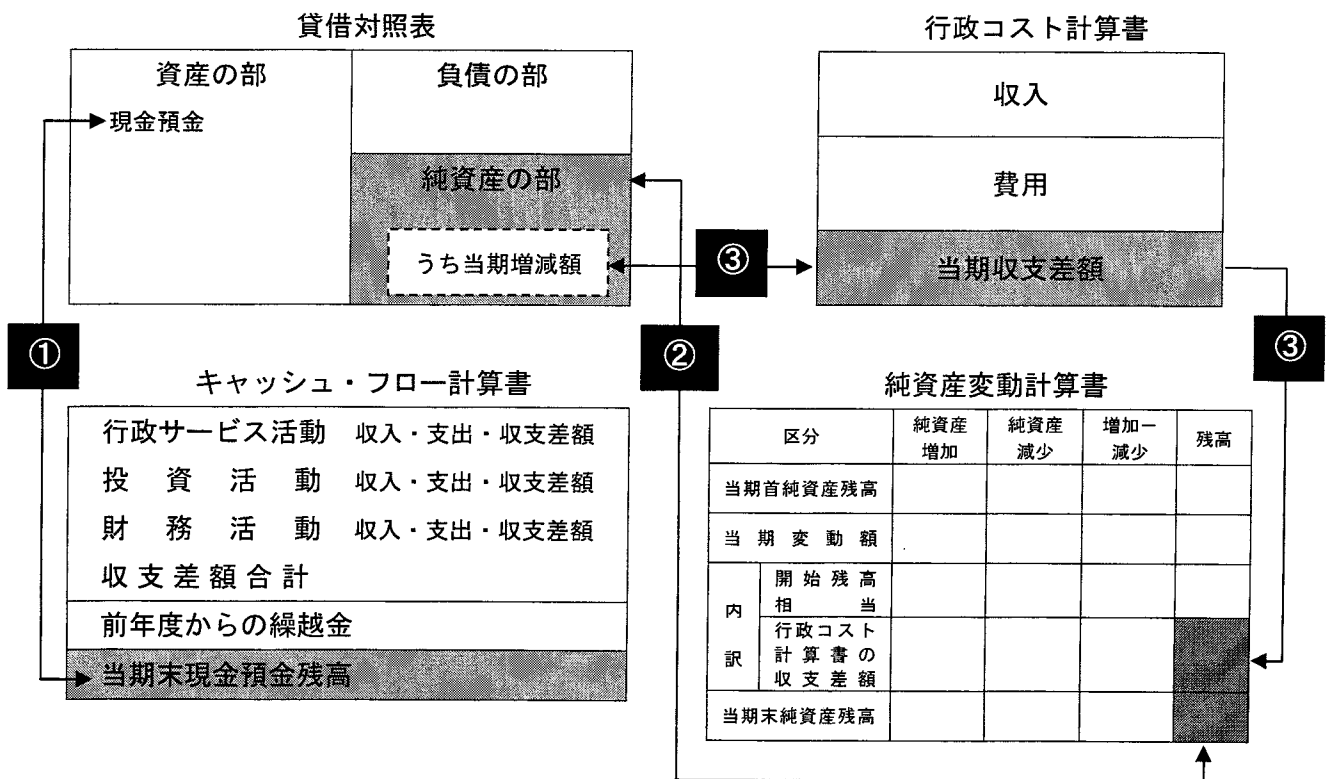 貸借対照表
資産の部
現金預金
負債の部
純資産の部
うち当期増減額
行政コスト計算書
収入
費用
当期収支差額
①
②
③
③
キャッシュ・フロー計算書
行政サービス活動 収入・支出・収支差額
投資活動 収入・支出・収支差額
財務活動 収入・支出・収支差額
収支差額合計
前年度からの繰越金
当期末現金預金残高
純資産変動計算書
区分
純資産
増加
純資産
減少
増加ー
減少
残高
当期首純資産残高
当期変動額
内
訳
開始残高
相当
行政コスト
計算書の
収支差額
当期末純資産残高